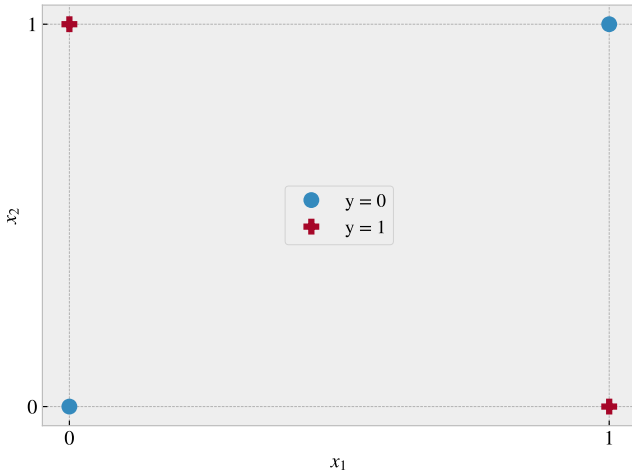 1
x₂
y = 0
y = 1
0
0
1
x₁